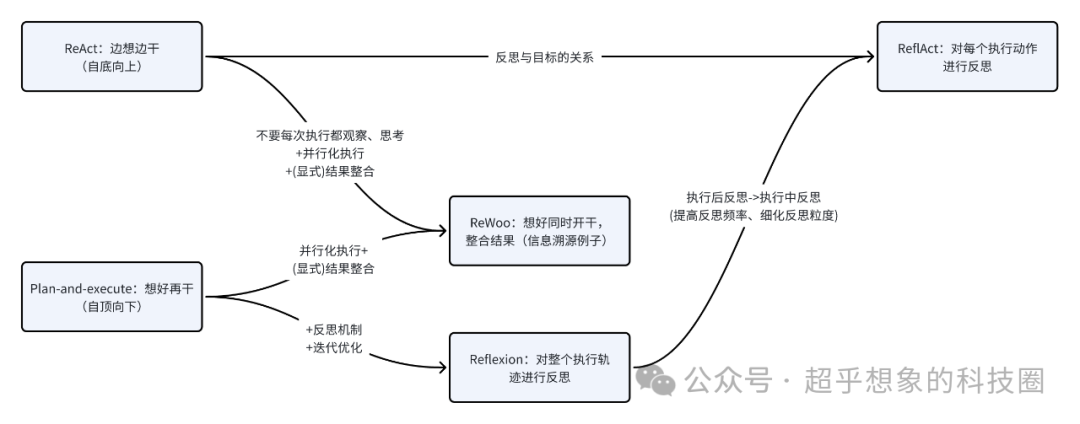 ReAct：边想边干
（自底向上）
反思与目标的关系
ReflAct：对每个执行动作
进行反思
不要每次执行都观察、思考
+并行化执行
+(显式)结果整合
执行后反思->执行中反思
(提高反思频率、细化反思粒度)
ReWoo：想好同时开干，
整合结果（信息溯源例子）
并行化执行+
(显式)结果整合
Plan-and-execute：想好再干
（自顶向下）
+反思机制
+迭代优化
Reflexion：对整个执行轨
迹进行反思
公众号 · 超乎想象的科技圈